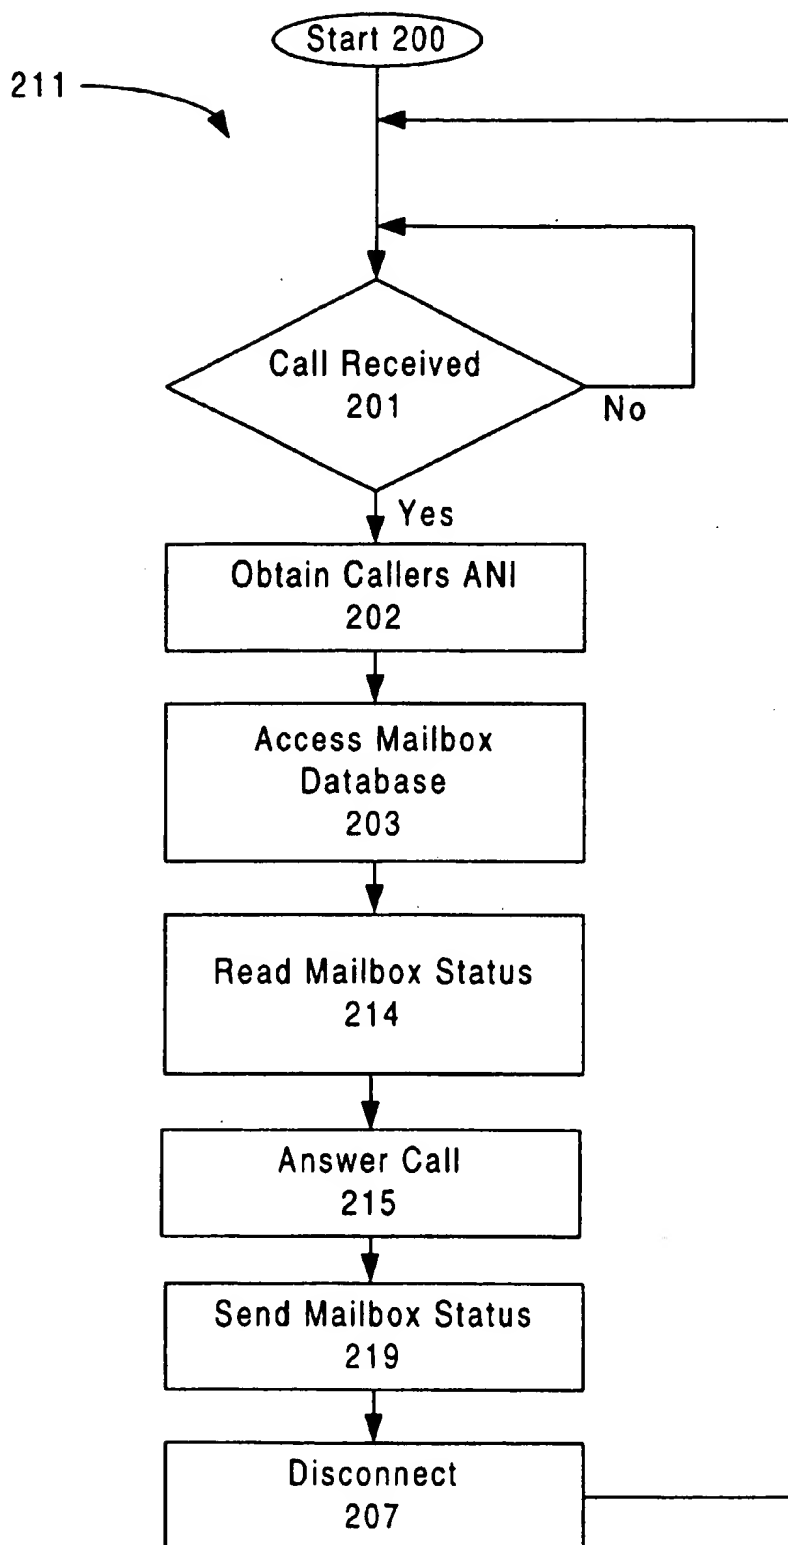 Start 200
211
Call Received
201
No
Yes
Obtain Callers ANI
202
Access Mailbox
Database
203
Read Mailbox Status
214
Answer Call
215
Send Mailbox Status
219
Disconnect
207